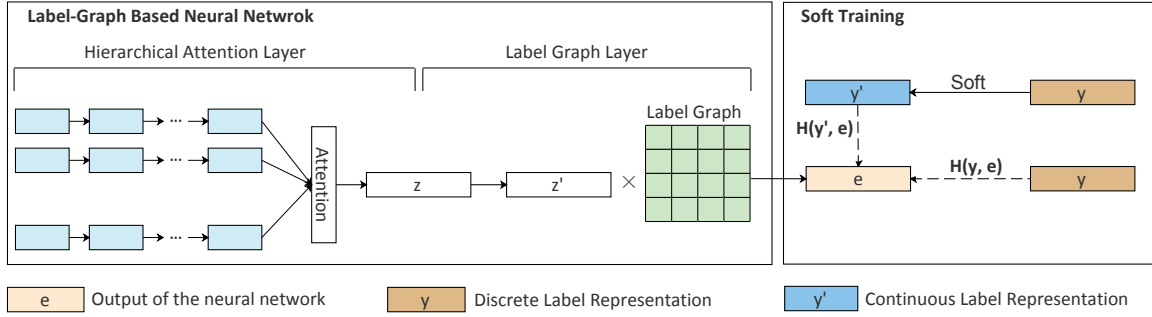 Label-Graph Based Neural Netwrok
Soft Training
Hierarchical Attention Layer
Label Graph Layer
Label Graph
Attention
z
z'
×
y'
Soft
y
H(y', e)
e
H(y, e)
y
...
...
...
e
Output of the neural network
y
Discrete Label Representation
y'
Continuous Label Representation